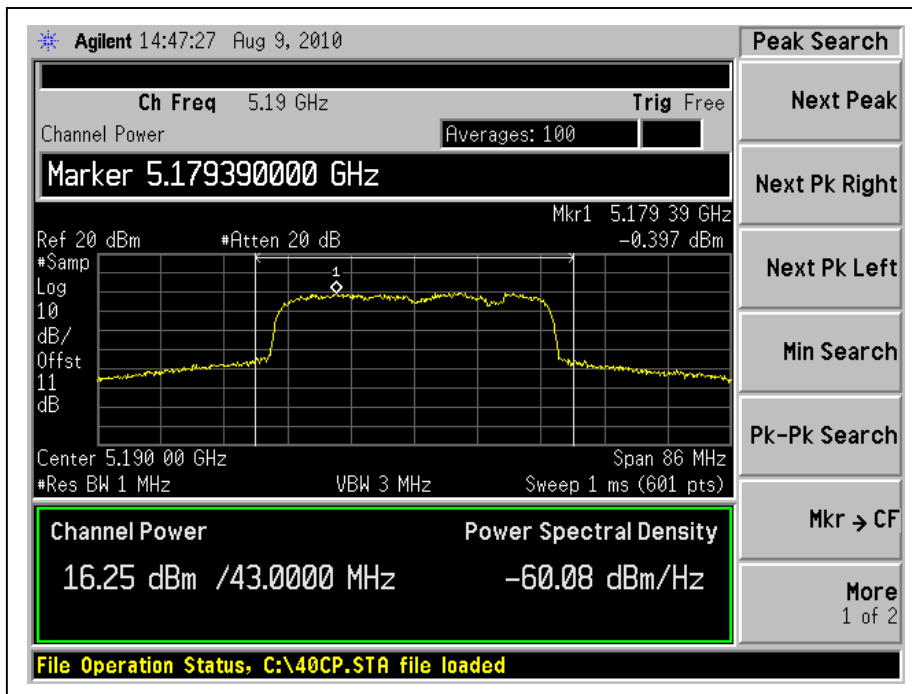 Agilent 14:47:27 Aug 9, 2010
Peak Search
Ch Freq 5.19 GHz Trig Free
Channel Power Averages: 100
Marker 5.179390000 GHz
Mkr1 5.179 39 GHz
Ref 20 dBm #Atten 20 dB -0.397 dBm
#Samp
Log
10
dB/
Offst
11
dB
1
Center 5.190 00 GHz Span 86 MHz
#Res BW 1 MHz VBW 3 MHz Sweep 1 ms (601 pts)
Channel Power Power Spectral Density
16.25 dBm /43.0000 MHz -60.08 dBm/Hz
File Operation Status, C:\40CP.STA file loaded
Next Peak
Next Pk Right
Next Pk Left
Min Search
Pk-Pk Search
Mkr → CF
More
1 of 2